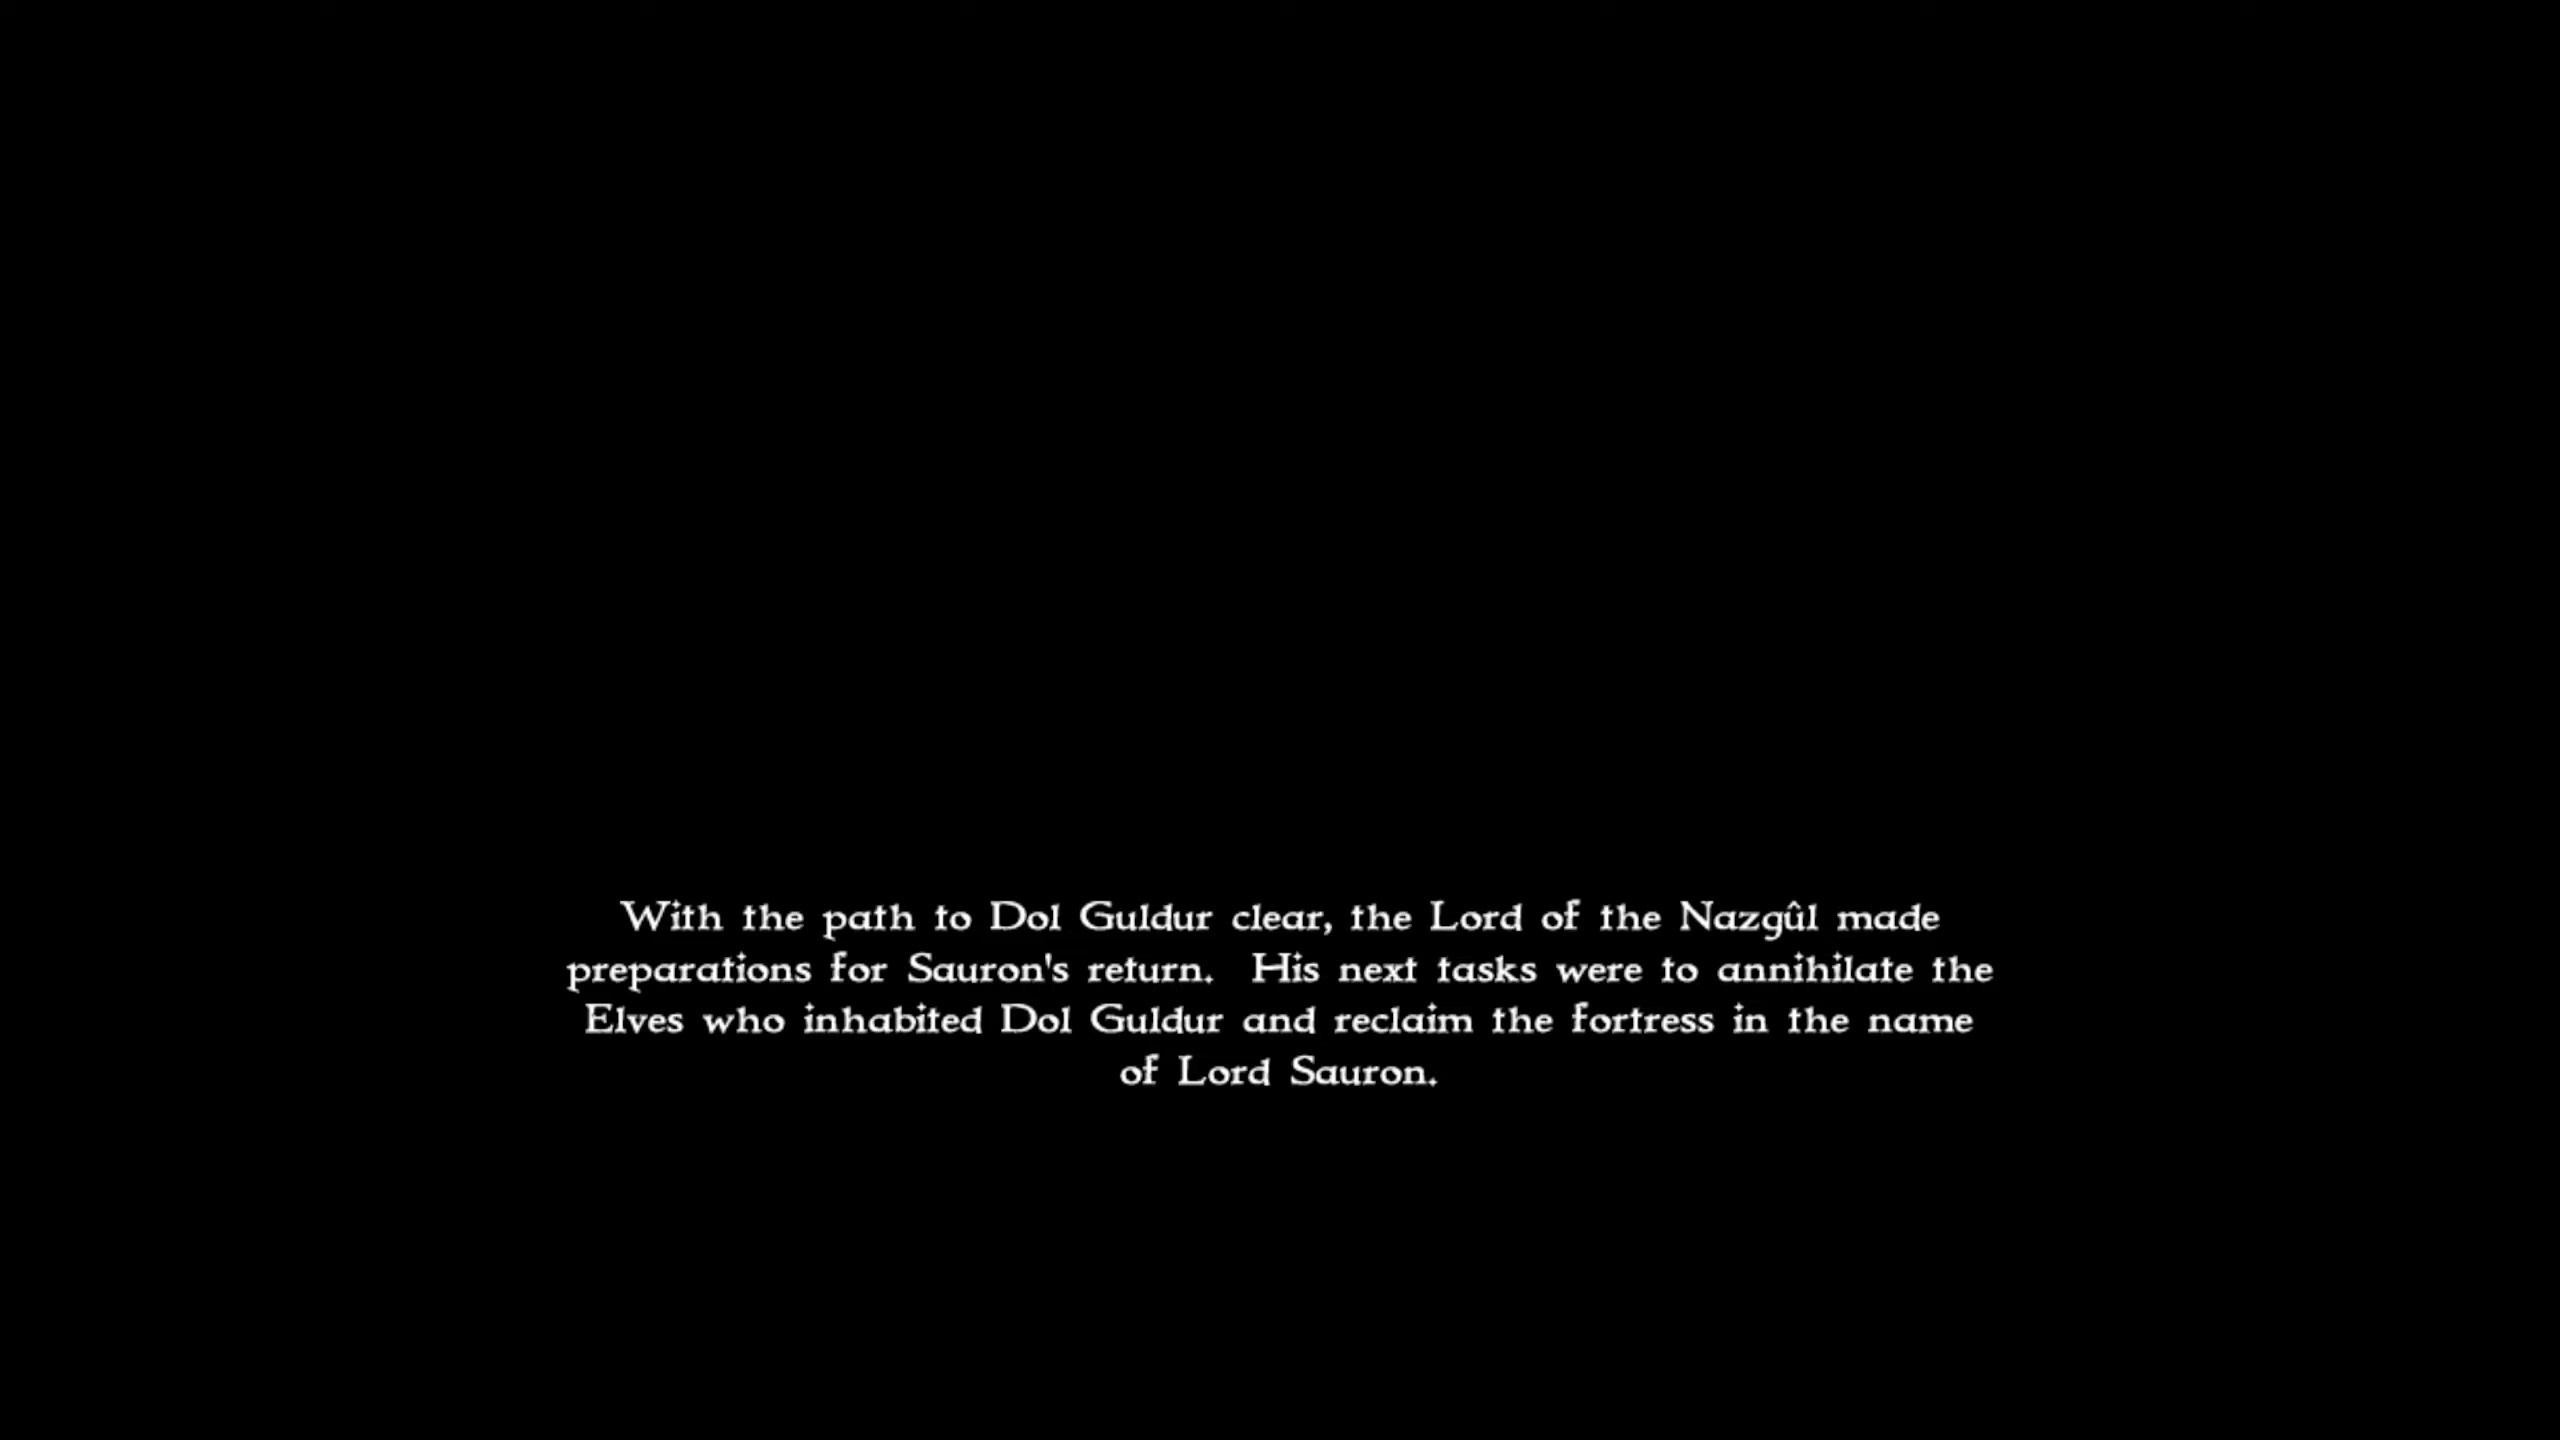 With the path to Dol Guldur clear, the Lord of the Nazgûl made
preparations for Sauron's return.  His next tasks were to annihilate the
Elves who inhabited Dol Guldur and reclaim the fortress in the name
of Lord Sauron.